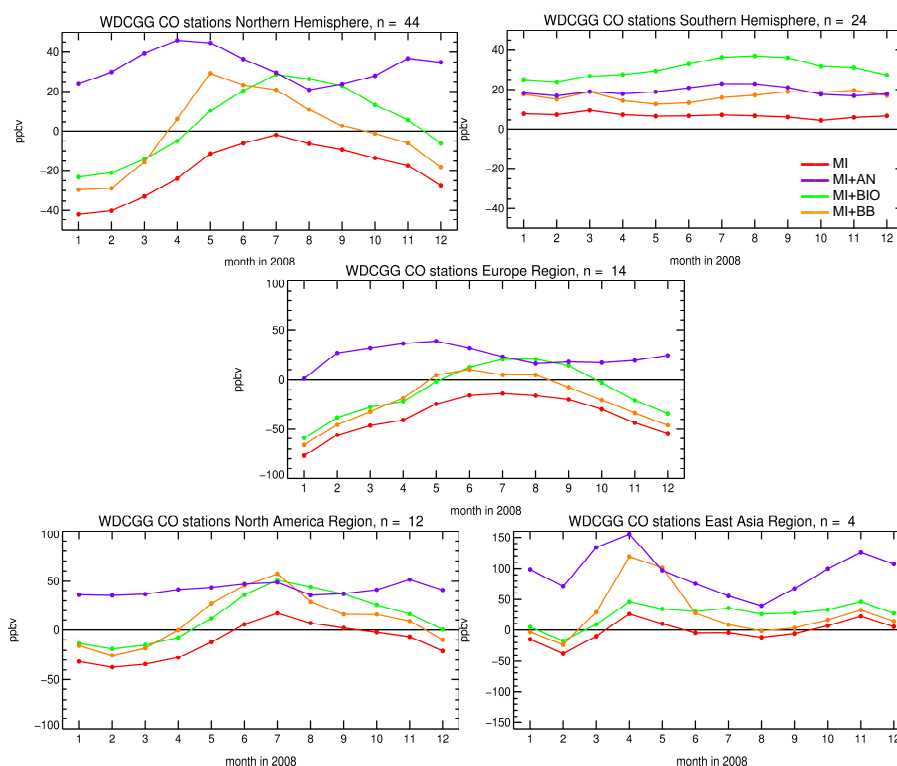 WDCGG CO stations Northern Hemisphere, n = 44
ppbv
40
20
0
−20
−40
1 2 3 4 5 6 7 8 9 10 11 12
month in 2008
WDCGG CO stations Southern Hemisphere, n = 24
ppbv
40
20
0
−20
−40
MI
MI+AN
MI+BIO
MI+BB
1 2 3 4 5 6 7 8 9 10 11 12
month in 2008
WDCGG CO stations Europe Region, n = 14
ppbv
100
50
0
−50
−100
1 2 3 4 5 6 7 8 9 10 11 12
month in 2008
WDCGG CO stations North America Region, n = 12
ppbv
100
50
0
−50
−100
1 2 3 4 5 6 7 8 9 10 11 12
month in 2008
WDCGG CO stations East Asia Region, n = 4
ppbv
150
100
50
0
−50
−100
−150
1 2 3 4 5 6 7 8 9 10 11 12
month in 2008